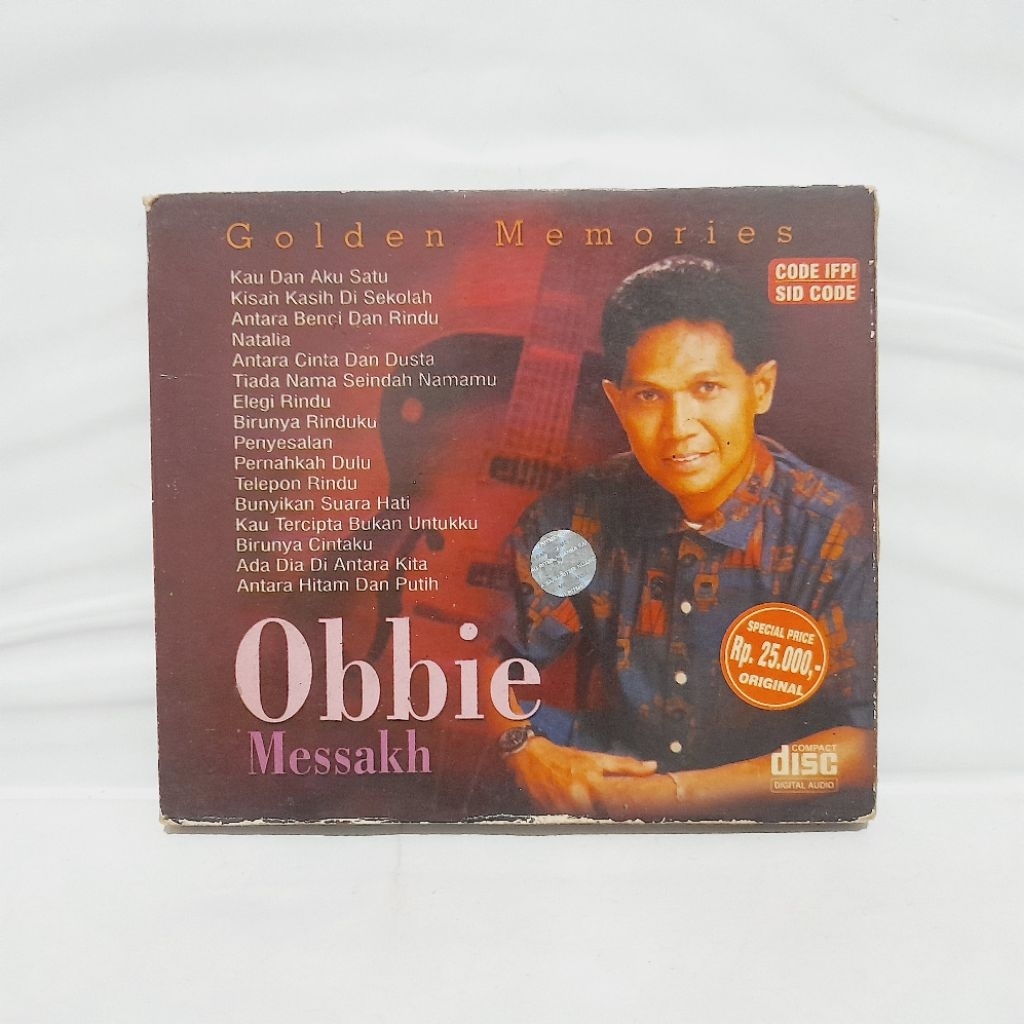 Golden Memories
Kau Dan Aku Satu
Kisah Kasih Di Sekolah
Antara Benci Dan Rindu
Natalia
Antara Cinta Dan Dusta
Tiada Nama Seindah Namamu
Elegi Rindu
Birunya Rinduku
Penyesalan
Pernahkah Dulu
Telepon Rindu
Bunyikan Suara Hati
Kau Tercipta Bukan Untukku
Birunya Cintaku
Ada Dia Di Antara Kita
Antara Hitam Dan Putih
CODE IFPI
SID CODE
Obbie
Messakh
SPECIAL PRICE
Rp. 25.000,-
ORIGINAL
COMPACT
disc
DIGITAL AUDIO